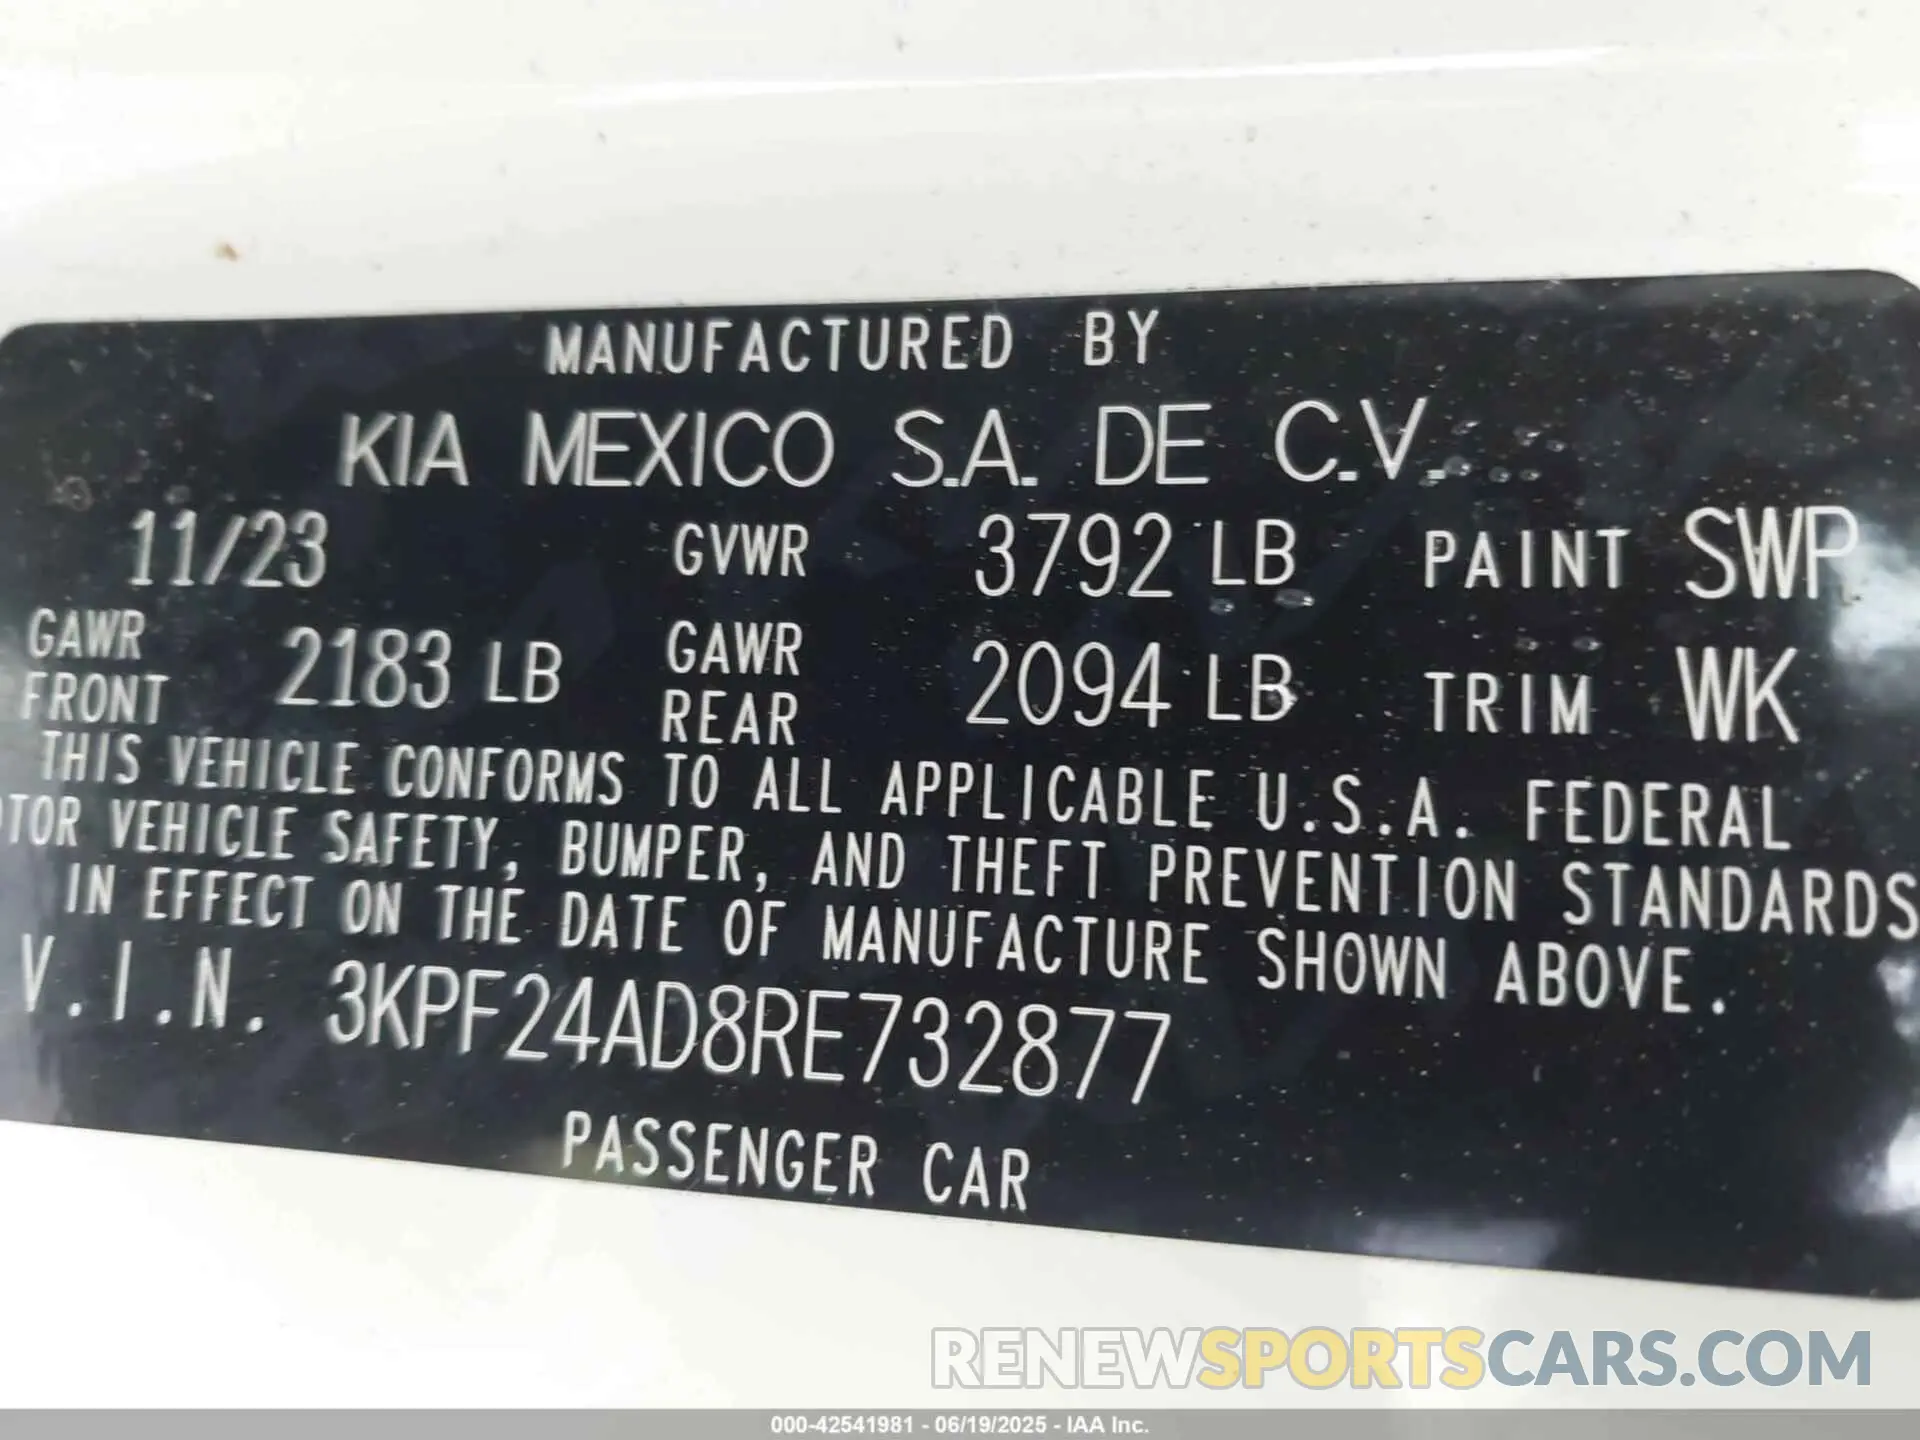 MANUFACTURED BY
KIA MEXICO S.A. DE C.V.
11/23 GVWR 3792 LB PAINT SWP
GAWR FRONT 2183 LB GAWR REAR 2094 LB TRIM WK
THIS VEHICLE CONFORMS TO ALL APPLICABLE U.S.A. FEDERAL
OTOR VEHICLE SAFETY, BUMPER, AND THEFT PREVENTION STANDARDS
IN EFFECT ON THE DATE OF MANUFACTURE SHOWN ABOVE.
V.I.N. 3KPF24AD8RE732877
PASSENGER CAR
RENEWSPORTSCARS.COM
000-42541981 - 06/19/2025 - IAA Inc.